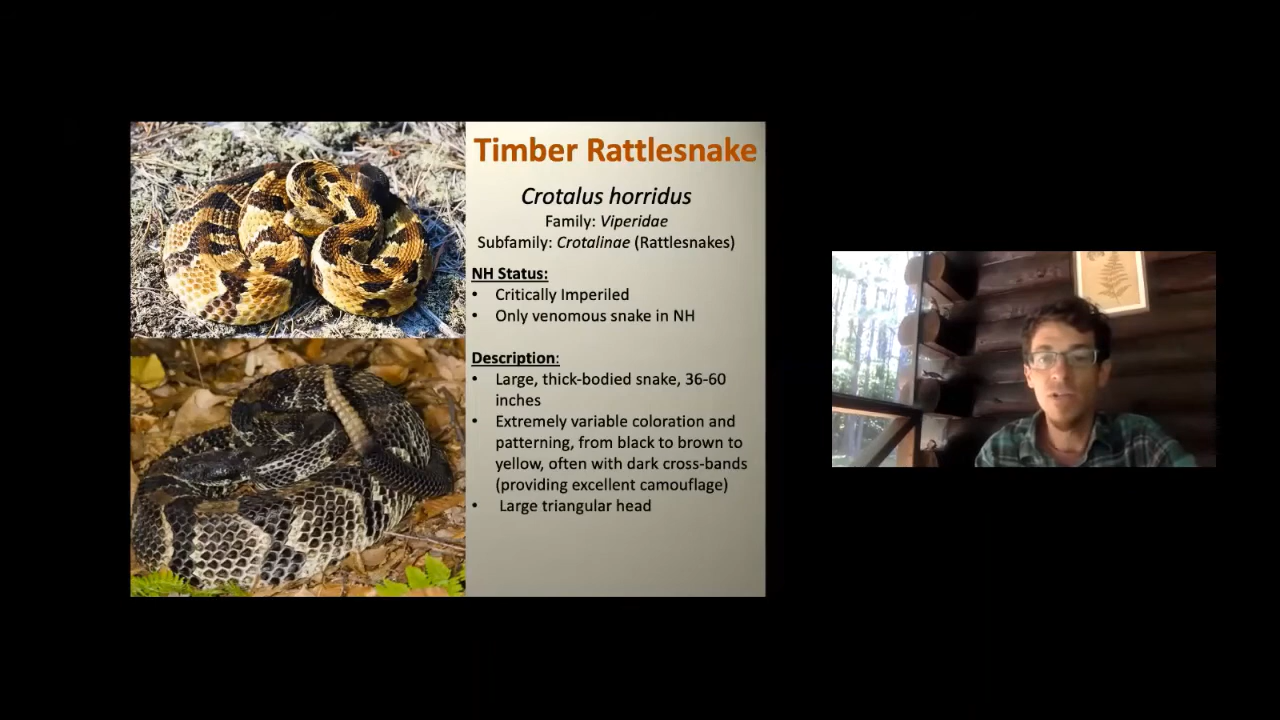 Timber Rattlesnake
Crotalus horridus
Family: Viperidae
Subfamily: Crotalinae (Rattlesnakes)
NH Status:
• Critically Imperiled
• Only venomous snake in NH
Description:
• Large, thick-bodied snake, 36-60
inches
• Extremely variable coloration and
patterning, from black to brown to
yellow, often with dark cross-bands
(providing excellent camouflage)
• Large triangular head